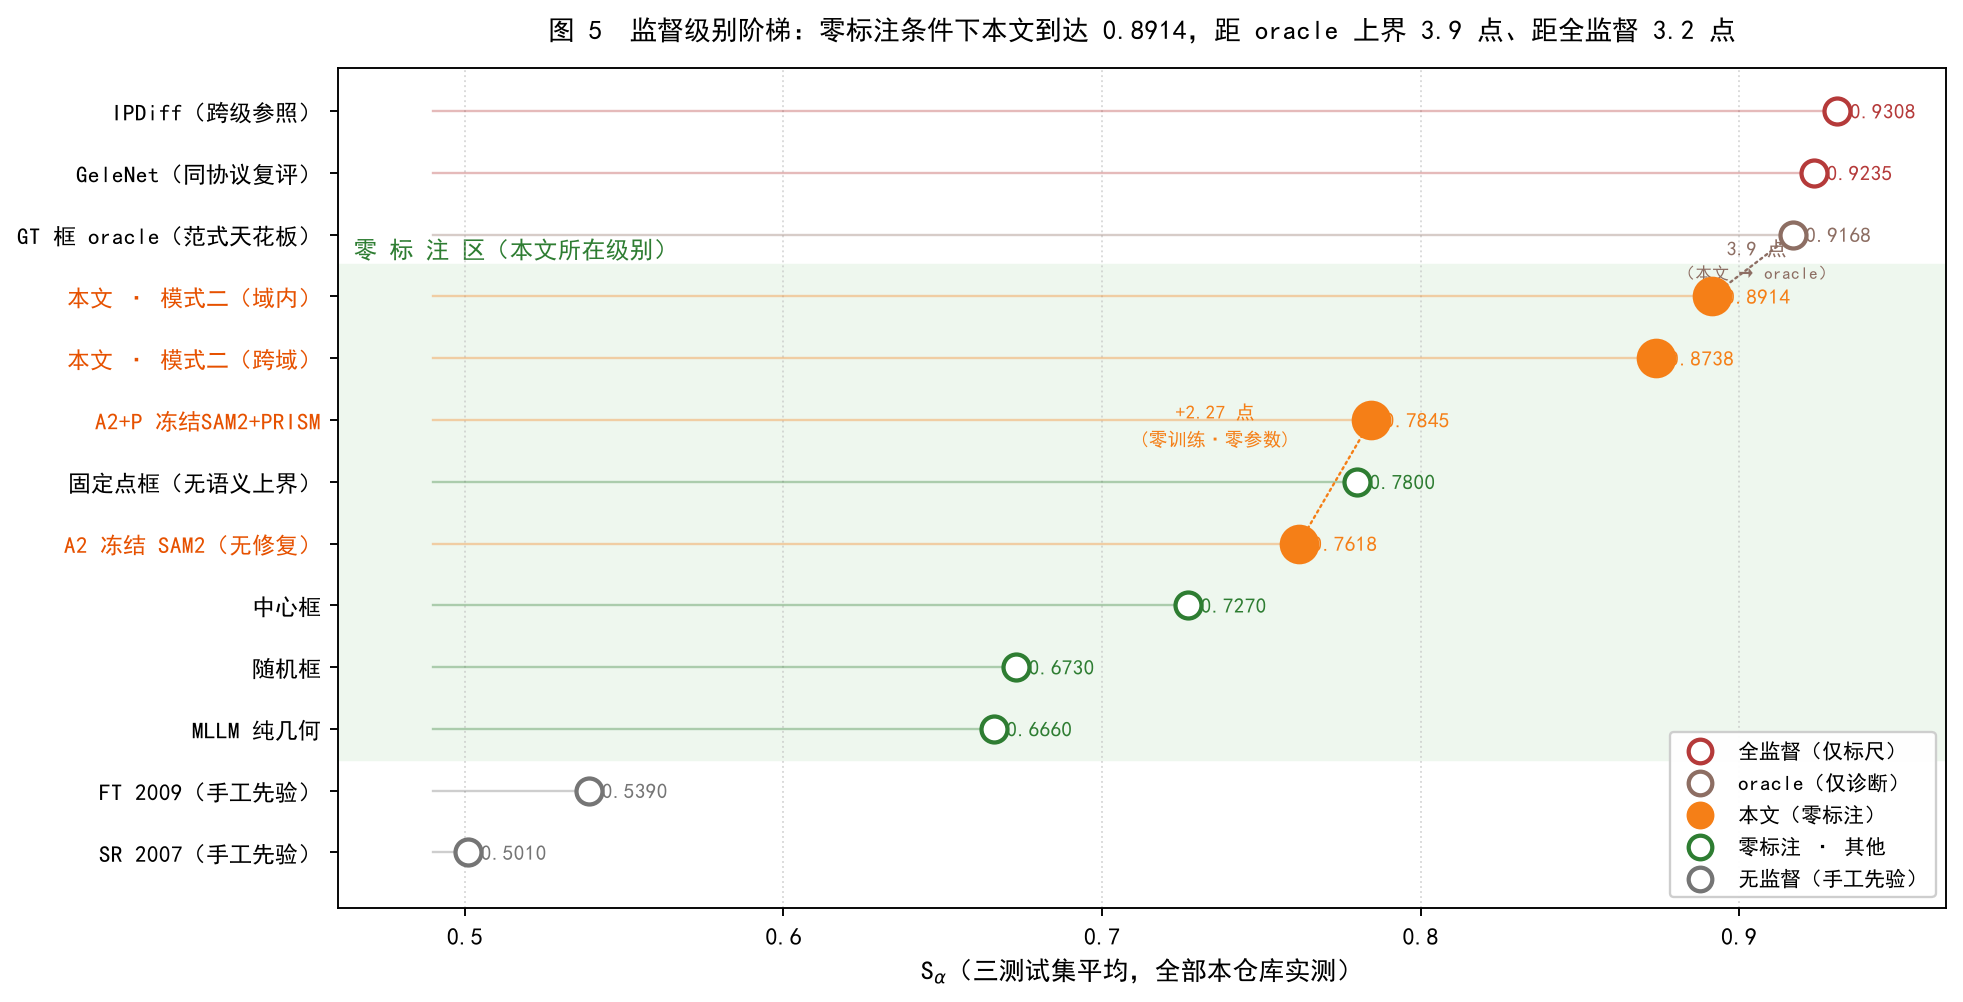 图 5  监督级别阶梯：零标注条件下本文到达 0.8914，距 oracle 上界 3.9 点、距全监督 3.2 点
IPDiff（跨级参照）
0.9308
GeleNet（同协议复评）
0.9235
GT 框 oracle（范式天花板）
0.9168
零 标 注 区（本文所在级别）
3.9 点
（本文 → oracle）
本文 · 模式二（域内）
.8914
本文 · 模式二（跨域）
.8738
A2+P 冻结SAM2+PRISM
.7845
+2.27 点
（零训练·零参数）
固定点框（无语义上界）
0.7800
A2 冻结 SAM2（无修复）
.7618
中心框
0.7270
随机框
0.6730
MLLM 纯几何
0.6660
FT 2009（手工先验）
0.5390
SR 2007（手工先验）
0.5010
全监督（仅标尺）
oracle（仅诊断）
本文（零标注）
零标注 · 其他
无监督（手工先验）
0.5 0.6 0.7 0.8 0.9
Sα（三测试集平均，全部本仓库实测）